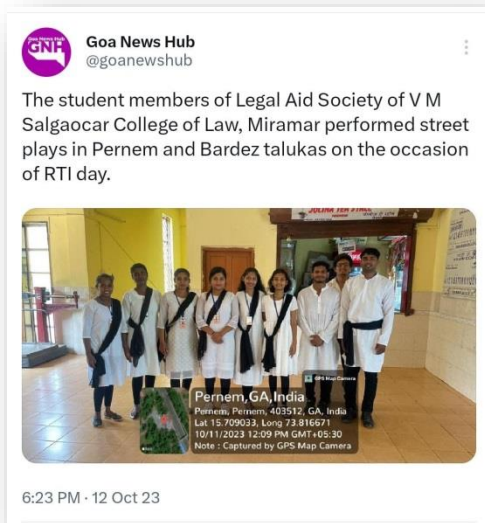 Goa News Hub
GNH
Goa News Hub
@goanewshub
The student members of Legal Aid Society of V M
Salgaocar College of Law, Miramar performed street
plays in Pernem and Bardez talukas on the occasion
of RTI day.
GPS Map Camera
Pernem,GA,India
Pernem, Pernem, 403512, GA, India
Lat 15.709033, Long 73.816671
10/11/2023 12:09 PM GMT+05:30
Note : Captured by GPS Map Camera
6:23 PM · 12 Oct 23